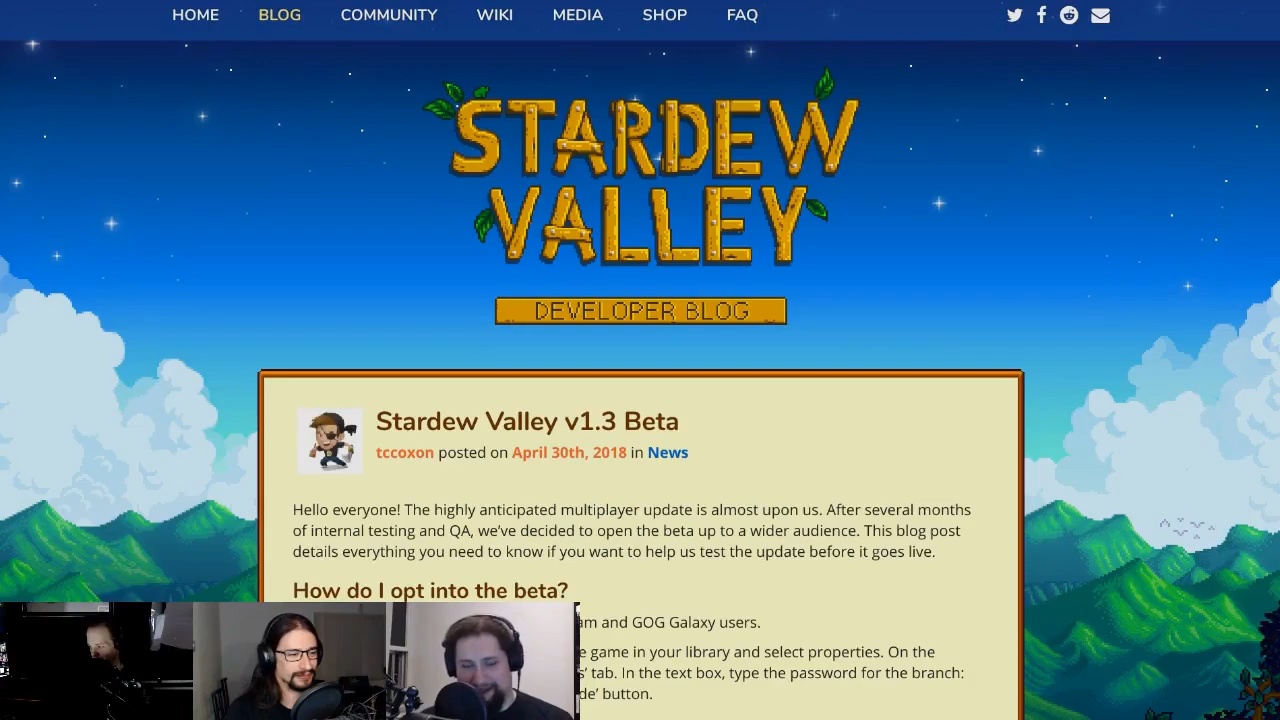 HOME BLOG COMMUNITY WIKI MEDIA SHOP FAQ
STARDEW
VALLEY
DEVELOPER BLOG
Stardew Valley v1.3 Beta
tccoxon posted on April 30th, 2018 in News
Hello everyone! The highly anticipated multiplayer update is almost upon us. After several months
of internal testing and QA, we’ve decided to open the beta up to a wider audience. This blog post
details everything you need to know if you want to help us test the update before it goes live.
How do I opt into the beta?
and GOG Galaxy users.
game in your library and select properties. On the
tab. In the text box, type the password for the branch:
button.